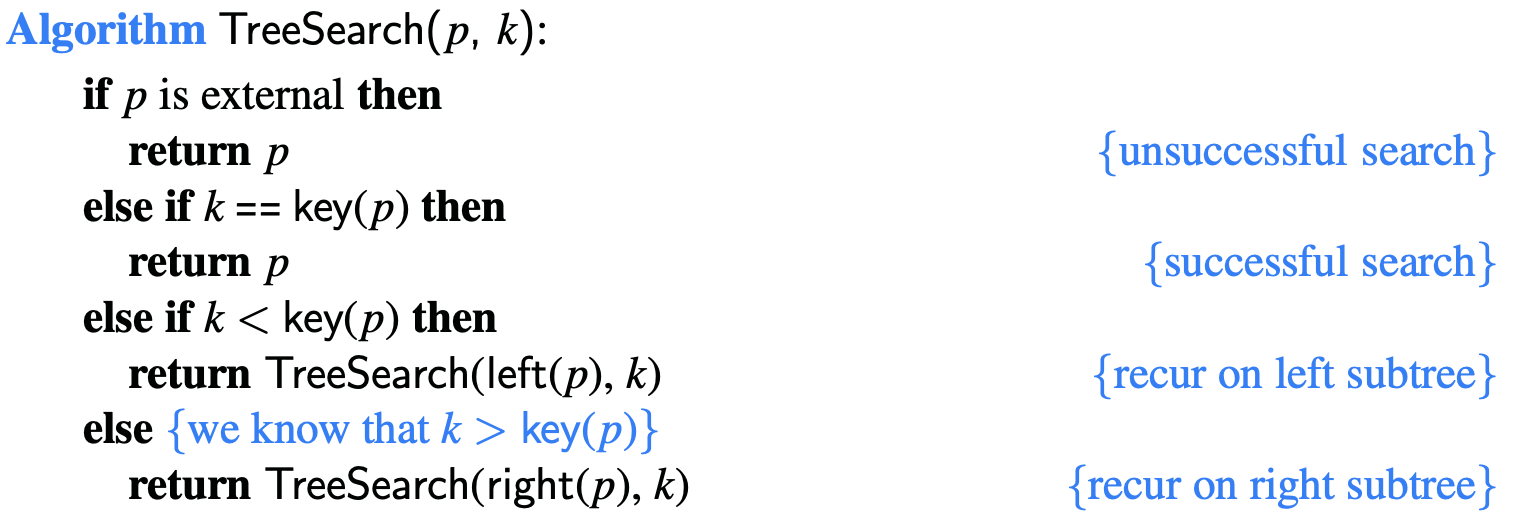 Algorithm TreeSearch(p, k):
if p is external then
return p {unsuccessful search}
else if k == key(p) then
return p {successful search}
else if k < key(p) then
return TreeSearch(left(p), k) {recur on left subtree}
else {we know that k > key(p)}
return TreeSearch(right(p), k) {recur on right subtree}